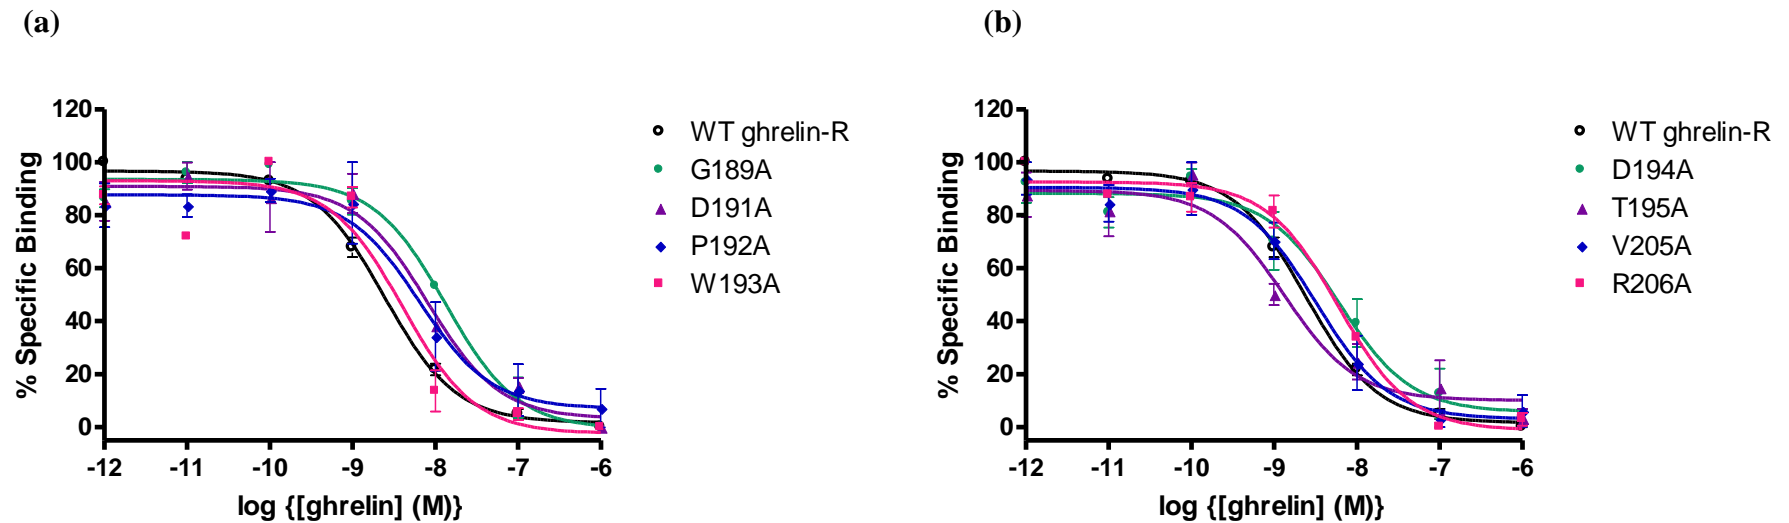 (a)
120
100
80
60
40
20
0
% Specific Binding
-12 -11 -10 -9 -8 -7 -6
log {[ghrelin] (M)}
WT ghrelin-R
G189A
D191A
P192A
W193A
(b)
120
100
80
60
40
20
0
% Specific Binding
-12 -11 -10 -9 -8 -7 -6
log {[ghrelin] (M)}
WT ghrelin-R
D194A
T195A
V205A
R206A